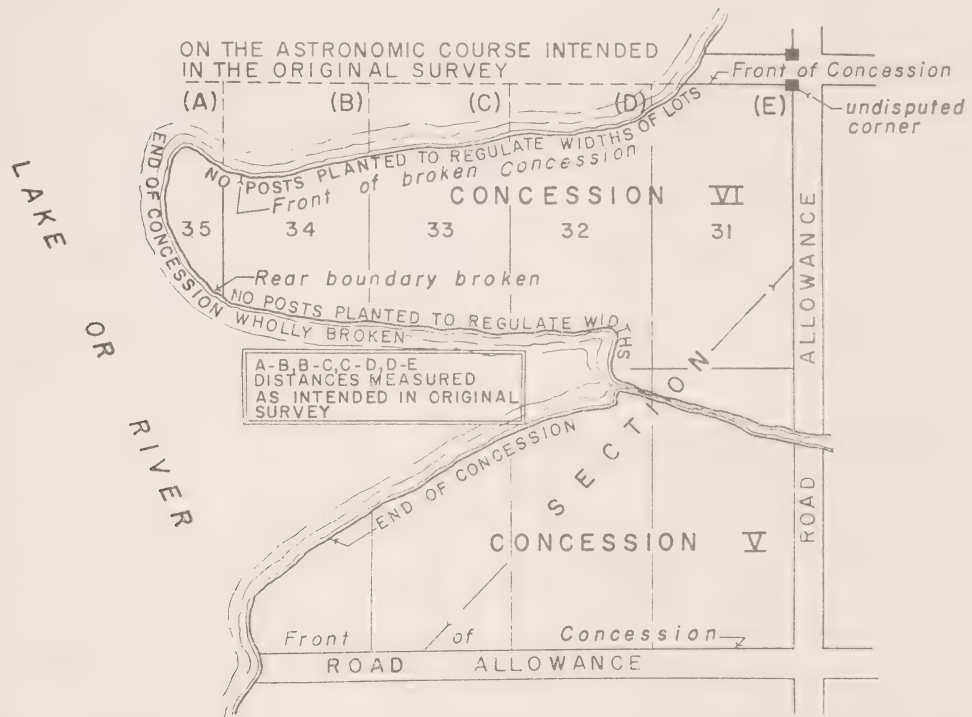 ON THE ASTRONOMIC COURSE INTENDED
IN THE ORIGINAL SURVEY
(A)
(B)
(C)
(D)
(E)
Front of Concession
undisputed
corner
NO POSTS PLANTED TO REGULATE WIDTHS OF LOTS
Front of broken Concession
END OF CONCESSION WHOLLY BROKEN
CONCESSION VI
35
34
33
32
31
Rear boundary broken
NO POSTS PLANTED TO REGULATE WIDTHS
LAKE OR RIVER
A-B, B-C, C-D, D-E
DISTANCES MEASURED
AS INTENDED IN ORIGINAL
SURVEY
SECTION
END OF CONCESSION
CONCESSION V
ROAD ALLOWANCE
Front of Concession
ROAD ALLOWANCE